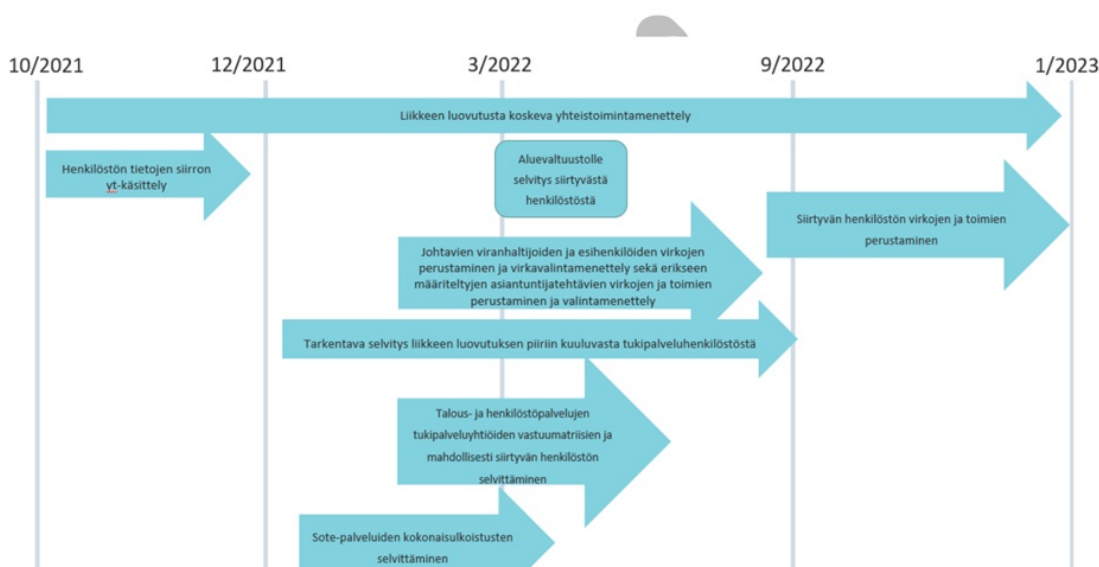 10/2021
12/2021
3/2022
9/2022
1/2023
Liikkeen luovutusta koskeva yhteistoimintamenettely
Henkilöstön tietojen siirron
yt-käsittely
Aluevaltuustolle
selvitys siirtyvästä
henkilöstöstä
Siirtyvän henkilöstön virkojen ja toimien
perustaminen
Johtavien viranhaltijoiden ja esihenkilöiden virkojen
perustaminen ja virkavalintamenettely sekä erikseen
määriteltyjen asiantuntijatehtävien virkojen ja toimien
perustaminen ja valintamenettely
Tarkentava selvitys liikkeen luovutuksen piiriin kuuluvasta tukipalveluhenkilöstöstä
Talous- ja henkilöstöpalvelujen
tukipalveluyhtiöiden vastuumatriisien ja
mahdollisesti siirtyvän henkilöstön
selvittäminen
Sote-palveluiden kokonaisulkoistusten
selvittäminen